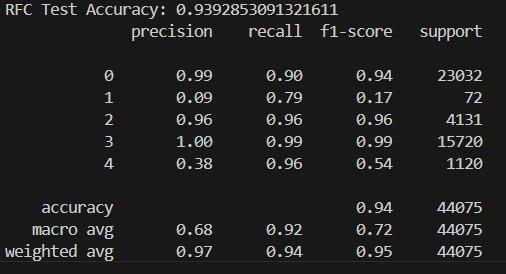 RFC Test Accuracy: 0.9392853091321611
precision recall f1-score support
0 0.99 0.90 0.94 23032
1 0.09 0.79 0.17 72
2 0.96 0.96 0.96 4131
3 1.00 0.99 0.99 15720
4 0.38 0.96 0.54 1120
accuracy 0.94 44075
macro avg 0.68 0.92 0.72 44075
weighted avg 0.97 0.94 0.95 44075